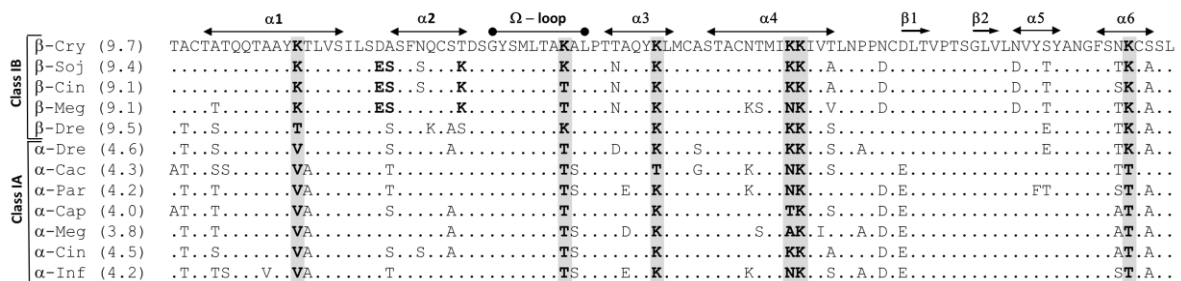 α1 α2 Ω – loop α3 α4 β1 β2 α5 α6
Class IB
β-Cry (9.7) TACTATQQTAAYKTLVSILSDASFNQCSTDSGYSMLTAKALPTTAQYKLMCASTACNTMIKKIVTLNPPNCDLTVPTSGLVLNVYSYANGFSNKCSSL
β-Soj (9.4) ............K.......ES..N...K.........K....N...K............KK..A....D............D..T......TK.A..
β-Cin (9.1) ............K.......ES..N...K.........T....N...K............KK..A....D............D..T......SK.A..
β-Meg (9.1) ....T.......K.......ES......K.........T....N...K........KS..NK..V....D............D..T......SK.A..
β-Dre (9.5) .T..S.......T........T...K.AS.........K........K............KK..S....................E......TK.A..
Class IA
α-Dre (4.6) .T..S.......V........T.....A..........T....D...K...S........KK..S..A.................E......TK.A..
α-Cac (4.3) AT..SS......VA.......T................TS.......T...G....K...NK..S......E....................TT.A..
α-Par (4.2) .T..T.......VA.......T................TS....E..K........K...NK.......D.E............FT......ST.A..
α-Cap (4.0) AT..T.......VA.......S.....A..........T........K............TK..S....D.E....................AT.A..
α-Meg (3.8) .T..T.......VA........................TS....D..K.........S..AK.I...A...E....................AT.A..
α-Cin (4.5) .T..S.......VA.......S..N..A..........TS.......K............KK..S....D.E....................AT.A..
α-Inf (4.2) .T..TS...V..VA.......T................TS....E..K............NK.......D.E....................ST.A..